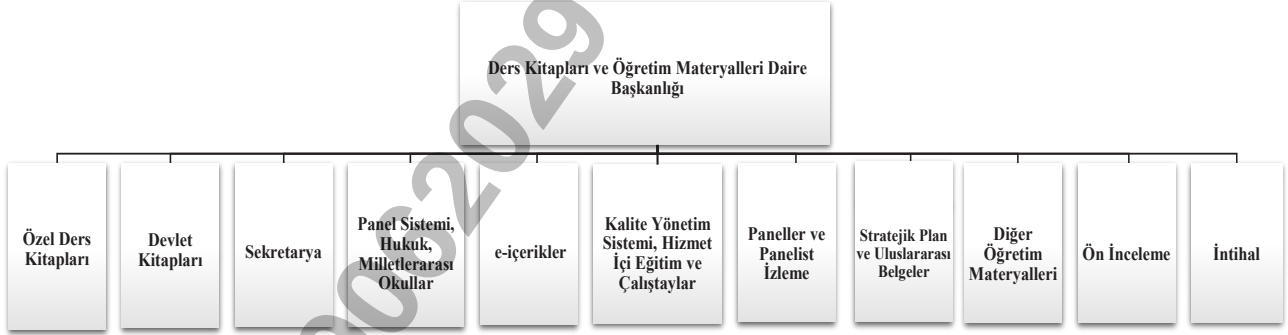 Ders Kitapları ve Öğretim Materyalleri Daire
Başkanlığı
Özel Ders
Kitapları
Devlet
Kitapları
Sekretarya
Panel Sistemi,
Hukuk,
Milletlerarası
Okullar
e-içerikler
Kalite Yönetim
Sistemi, Hizmet
İçi Eğitim ve
Çalıştaylar
Paneller ve
Panelist
İzleme
Stratejik Plan
ve Uluslararası
Belgeler
Diğer
Öğretim
Materyalleri
Ön İnceleme
İntihal